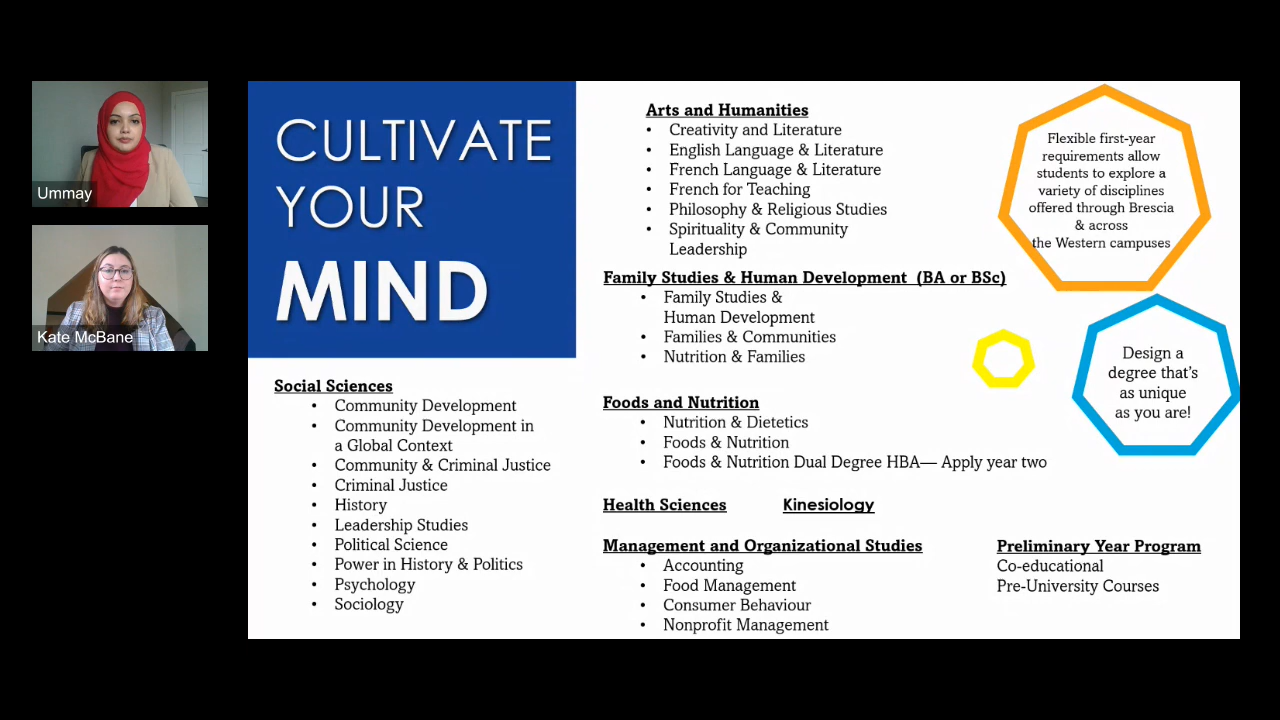 Ummay
Kate McBane
CULTIVATE
YOUR
MIND
Social Sciences
• Community Development
• Community Development in
a Global Context
• Community & Criminal Justice
• Criminal Justice
• History
• Leadership Studies
• Political Science
• Power in History & Politics
• Psychology
• Sociology
Arts and Humanities
• Creativity and Literature
• English Language & Literature
• French Language & Literature
• French for Teaching
• Philosophy & Religious Studies
• Spirituality & Community
Leadership
Family Studies & Human Development (BA or BSc)
• Family Studies &
Human Development
• Families & Communities
• Nutrition & Families
Foods and Nutrition
• Nutrition & Dietetics
• Foods & Nutrition
• Foods & Nutrition Dual Degree HBA— Apply year two
Health Sciences
Kinesiology
Management and Organizational Studies
• Accounting
• Food Management
• Consumer Behaviour
• Nonprofit Management
Preliminary Year Program
Co-educational
Pre-University Courses
Flexible first-year
requirements allow
students to explore a
variety of disciplines
offered through Brescia
& across
the Western campuses
Design a
degree that's
as unique
as you are!